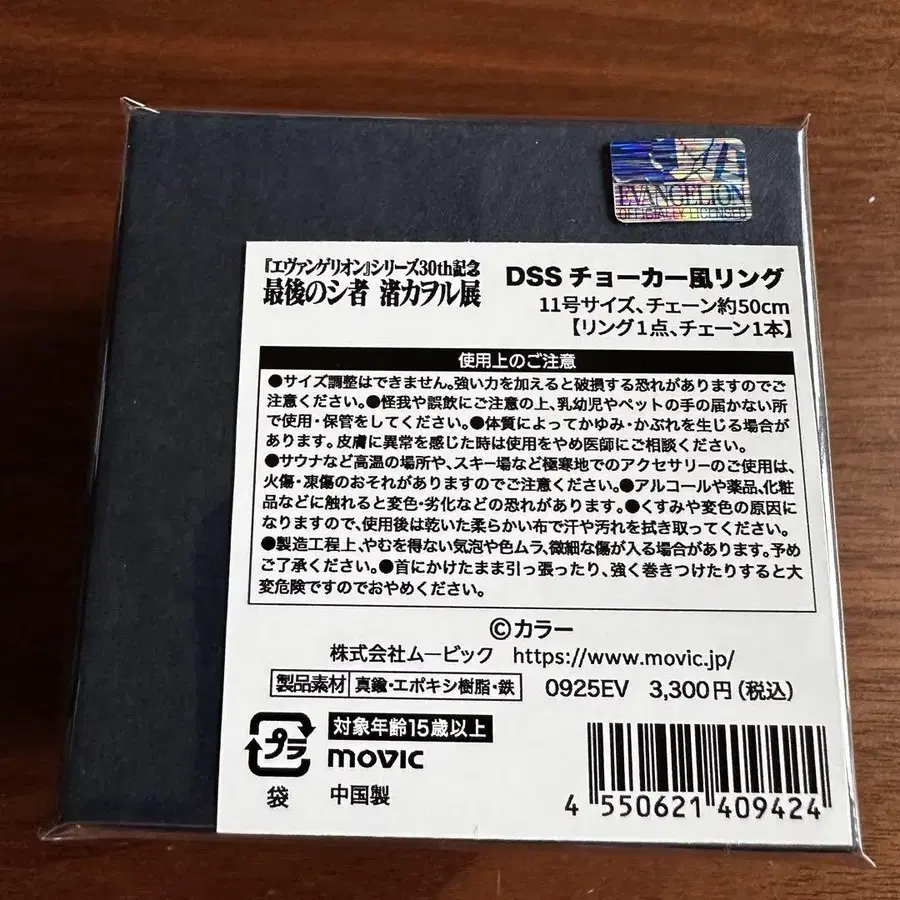 EVANGELION
OFFICIALLY LICENSED
『エヴァンゲリオン』シリーズ30th記念
最後のシ者 渚カヲル展
DSS チョーカー風リング
11号サイズ、チェーン約50cm
【リング1点、チェーン1本】
使用上のご注意
●サイズ調整はできません。強い力を加えると破損する恐れがありますのでご
注意ください。●怪我や誤飲にご注意の上、乳幼児やペットの手の届かない所
で使用・保管をしてください。●体質によってかゆみ・かぶれを生じる場合が
あります。皮膚に異常を感じた時は使用をやめ医師にご相談ください。
●サウナなど高温の場所や、スキー場など極寒地でのアクセサリーのご使用は、
火傷・凍傷のおそれがありますのでご注意ください。●アルコールや薬品、化粧
品などに触れると変色・劣化などの恐れがあります。●くすみや変色の原因に
なりますので、使用後は乾いた柔らかい布で汗や汚れを拭き取ってください。
●製造工程上、やむを得ない気泡や色ムラ、微細な傷が入る場合があります。予め
ご了承ください。●首にかけたまま引っ張ったり、強く巻きつけたりすると大
変危険ですのでおやめください。
©カラー
株式会社ムービック https://www.movic.jp/
製品素材 真鍮・エポキシ樹脂・鉄 0925EV 3,300円(税込)
プラ
袋
対象年齢15歳以上
movic
中国製
4 550621 409424